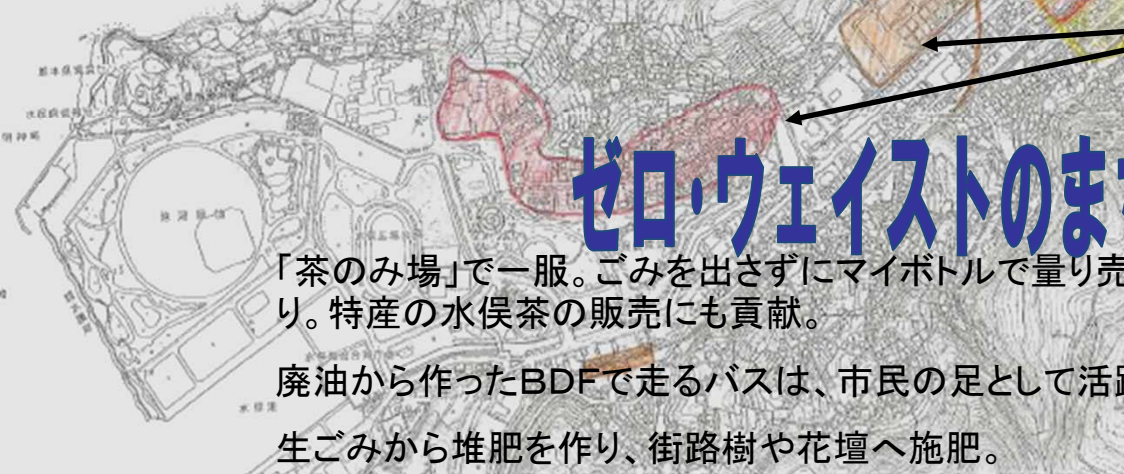 ゼロ・ウェイストのまち
「茶のみ場」で一服。ごみを出さずにマイボトルで量り売
り。特産の水俣茶の販売にも貢献。
廃油から作ったBDFで走るバスは、市民の足として活躍
生ごみから堆肥を作り、街路樹や花壇へ施肥。